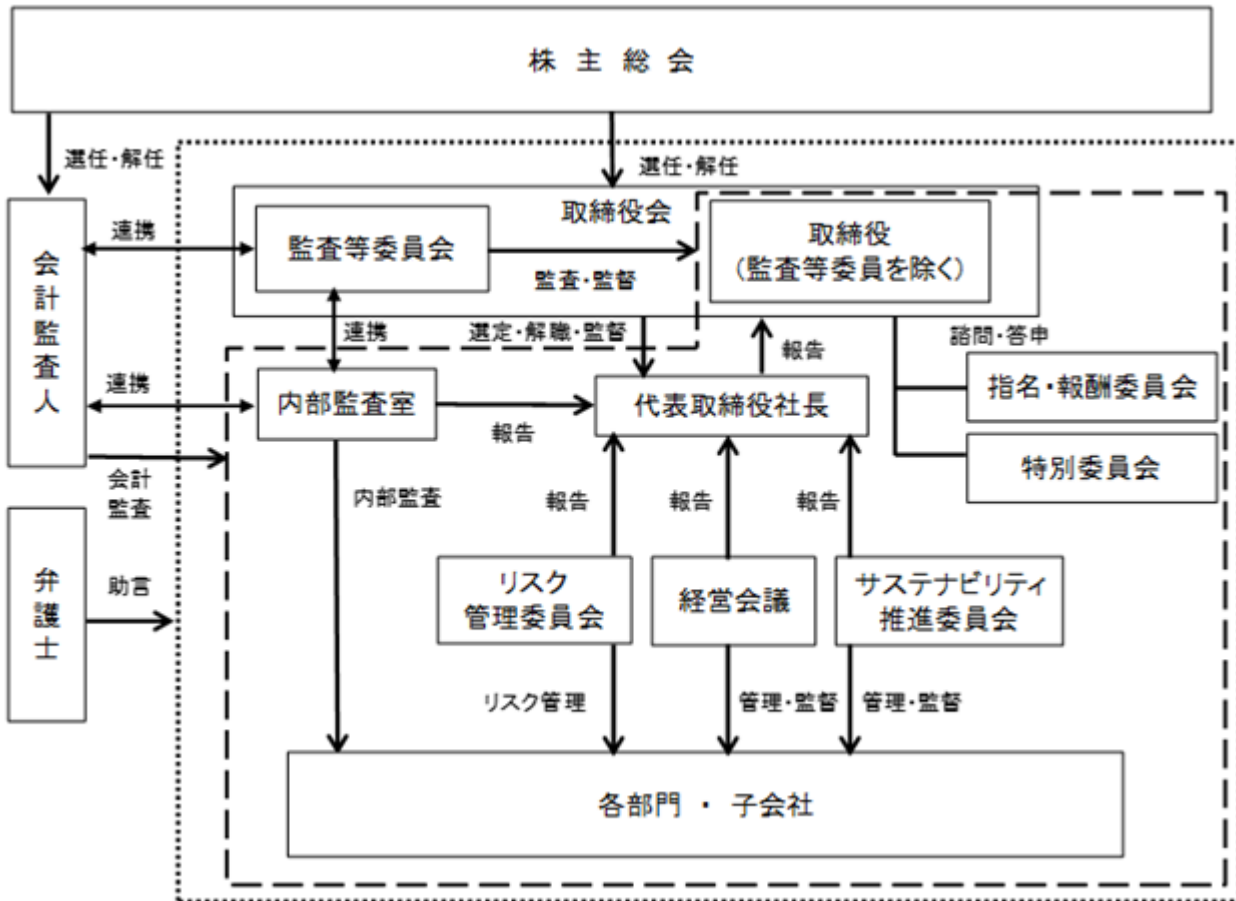 株 主 総 会
選任・解任
選任・解任
取締役会
監査等委員会
取締役
(監査等委員を除く)
連携
監査・監督
会計監査人
連携
選定・解職・監督
報告
諮問・答申
指名・報酬委員会
連携
内部監査室
代表取締役社長
報告
特別委員会
会計
監査
内部監査
報告
報告
報告
弁護士
助言
リスク
管理委員会
経営会議
サステナビリティ
推進委員会
リスク管理
管理・監督
管理・監督
各部門 ・ 子会社